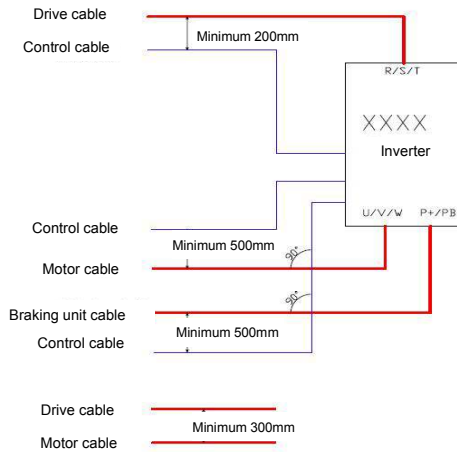 Drive cable
Minimum 200mm
Control cable
R/S/T
XXXX
Inverter
U/V/W P+/PB
Control cable
Minimum 500mm
90°
Motor cable
90°
Braking unit cable
Minimum 500mm
Control cable
Drive cable
Minimum 300mm
Motor cable